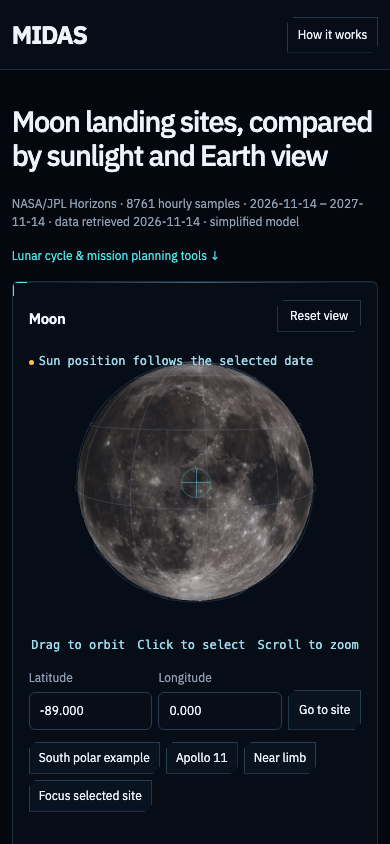 MIDAS
How it works
Moon landing sites, compared
by sunlight and Earth view
NASA/JPL Horizons · 8761 hourly samples · 2026-11-14 – 2027-
11-14 · data retrieved 2026-11-14 · simplified model
Lunar cycle & mission planning tools ↓
Moon
Reset view
Sun position follows the selected date
Drag to orbit Click to select Scroll to zoom
Latitude Longitude
-89.000 0.000 Go to site
South polar example Apollo 11 Near limb
Focus selected site